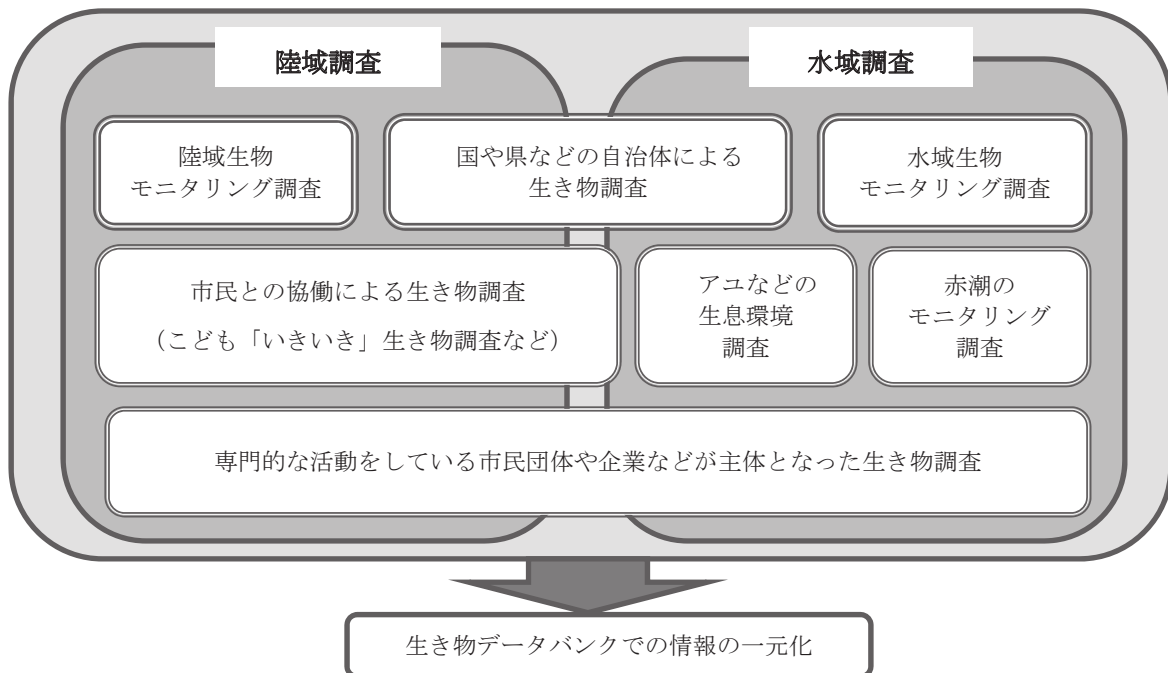 陸域調査
水域調査
陸域生物
モニタリング調査
国や県などの自治体による
生き物調査
水域生物
モニタリング調査
市民との協働による生き物調査
(こども「いきいき」生き物調査など)
アユなどの
生息環境
調査
赤潮の
モニタリング
調査
専門的な活動をしている市民団体や企業などが主体となった生き物調査
生き物データバンクでの情報の一元化